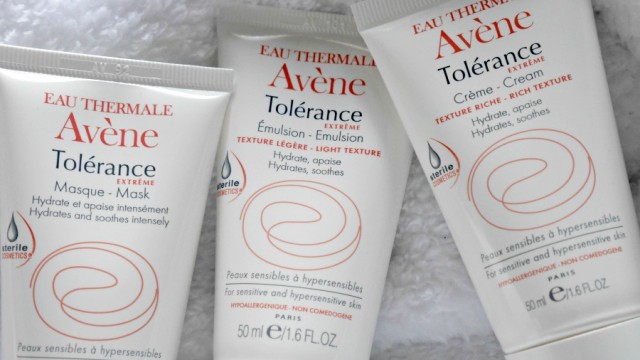 EAU THERMALE
Avène
Tolérance
EXTRÊME
Masque - Mask
Hydrate et apaise intensément
Hydrates and soothes intensely
sterile
COSMETICS
Peaux sensibles à hypersensibles
EAU THERMALE
Avène
Tolérance
EXTRÊME
Émulsion - Emulsion
TEXTURE LÉGÈRE - LIGHT TEXTURE
Hydrate, apaise
Hydrates, soothes
sterile
COSMETICS
Peaux sensibles à hypersensibles
For sensitive and hypersensitive skin
HYPOALLERGENIQUE - NON COMEDOGENE
PARIS
50 ml e/1.6 FL.OZ.
EAU THERMALE
Avène
Tolérance
EXTRÊME
Crème - Cream
TEXTURE RICHE - RICH TEXTURE
Hydrate, apaise
Hydrates, soothes
sterile
COSMETICS
Peaux sensibles à hypersensibles
For sensitive and hypersensitive skin
HYPOALLERGENIQUE - NON COMEDOGENE
PARIS
50 ml e/1.6 FL.OZ.